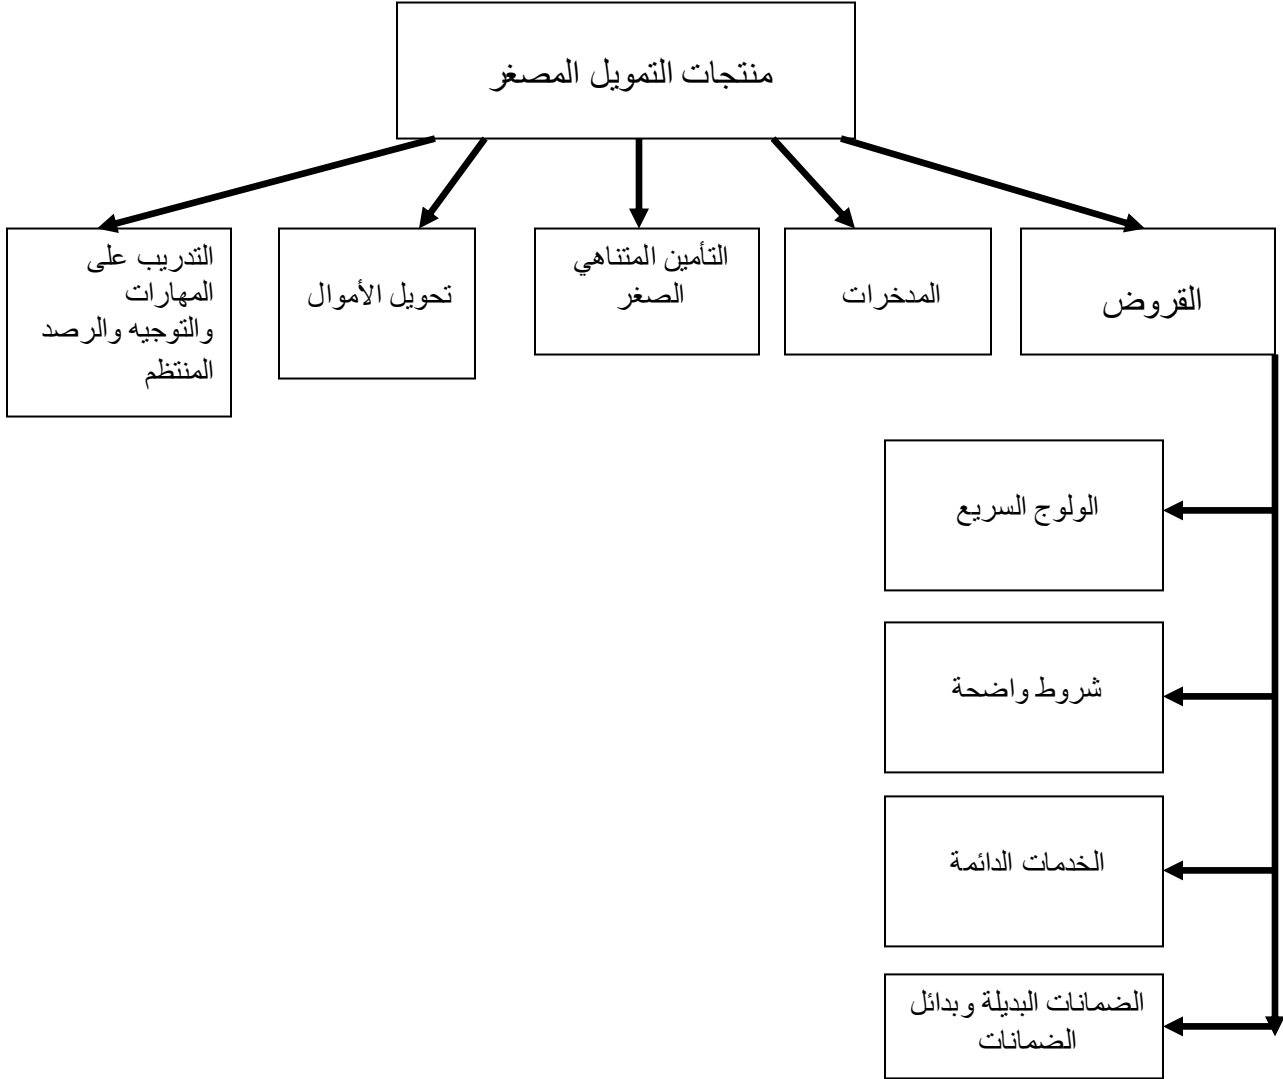 منتجات التمويل المصغر
القروض
المدخرات
التأمين المتناهي
الصغر
تحويل الأموال
التدريب على
المهارات
والتوجيه والرصد
المنتظم
الولوج السريع
شروط واضحة
الخدمات الدائمة
الضمانات البديلة وبدائل
الضمانات